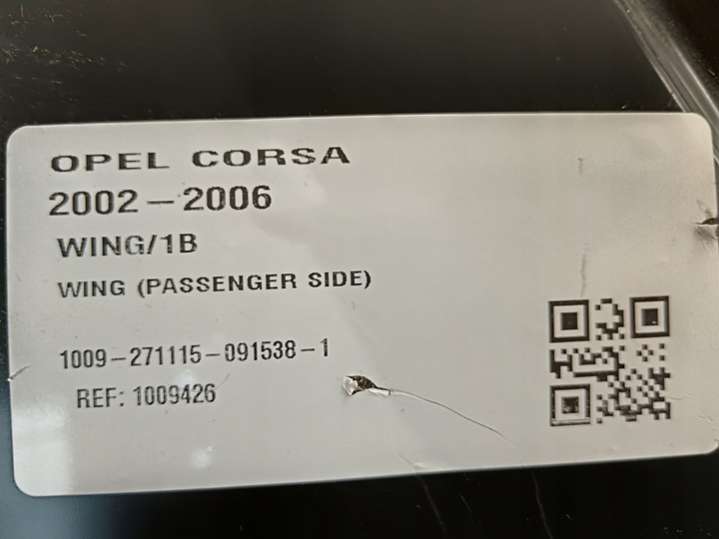 OPEL CORSA
2002-2006
WING/1B
WING (PASSENGER SIDE)
1009-271115-091538-1
REF: 1009426